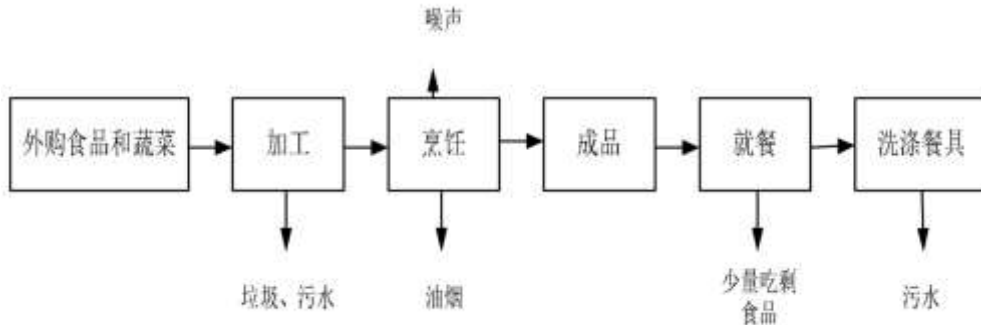 噪声
外购食品和蔬菜
加工
烹饪
成品
就餐
洗涤餐具
垃圾、污水
油烟
少量吃剩
食品
污水